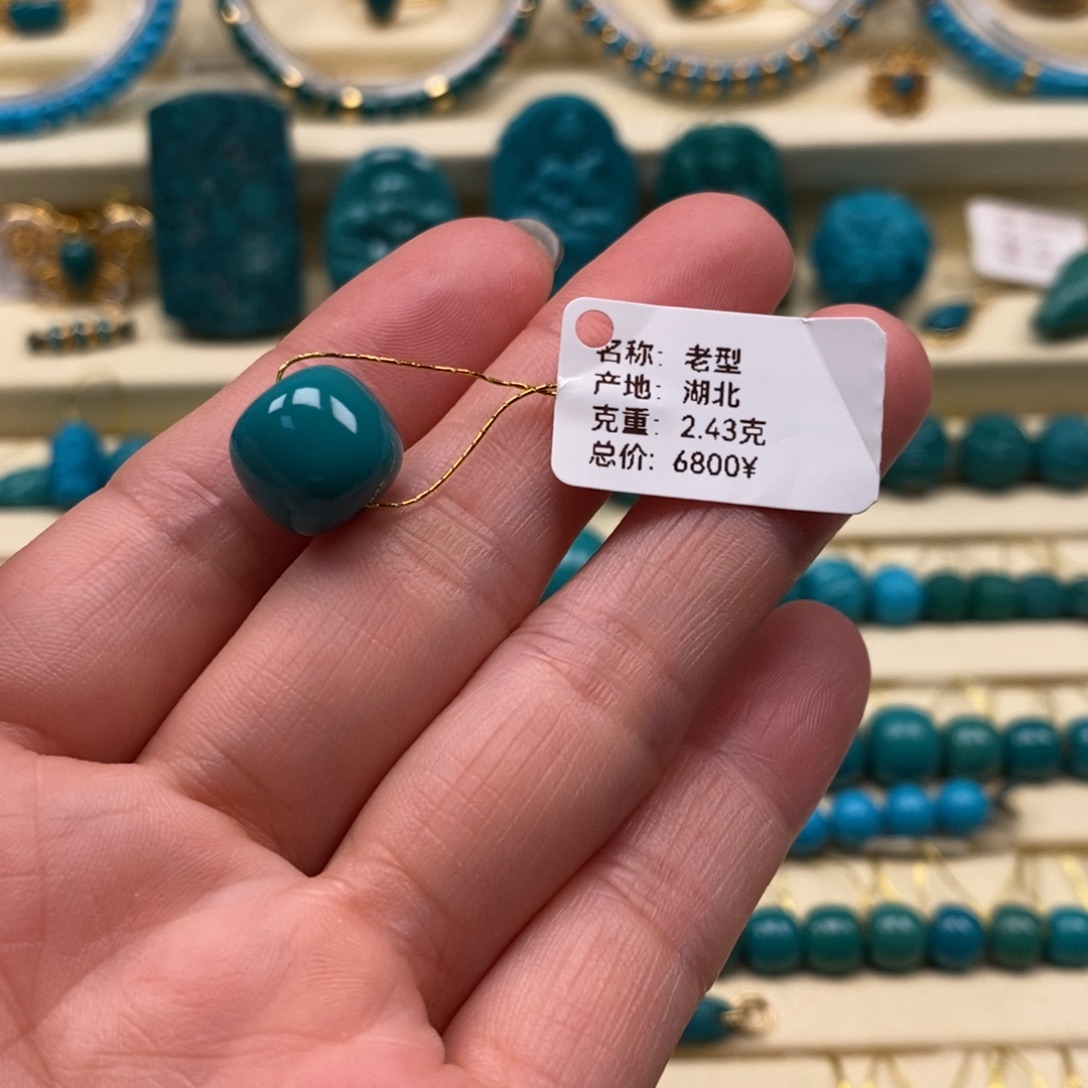 名称: 老型
产地: 湖北
克重: 2.43克
总价: 6800¥